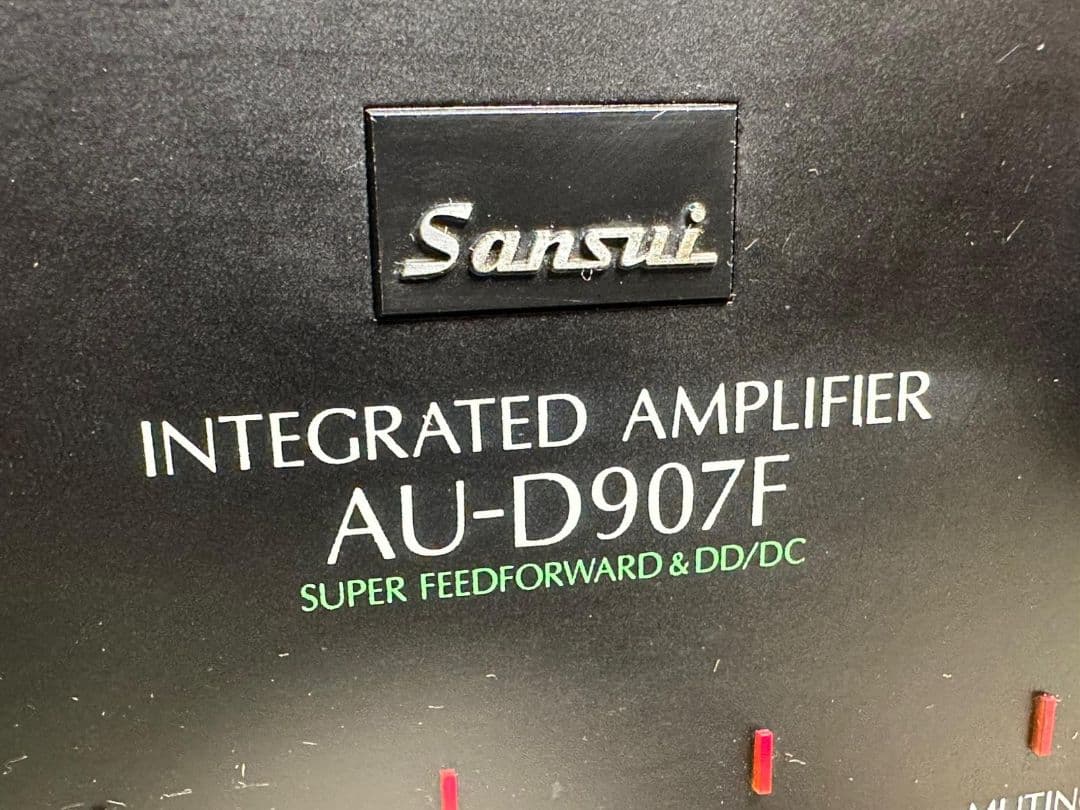 Sansui
INTEGRATED AMPLIFIER
AU-D907F
SUPER FEEDFORWARD & DD/DC